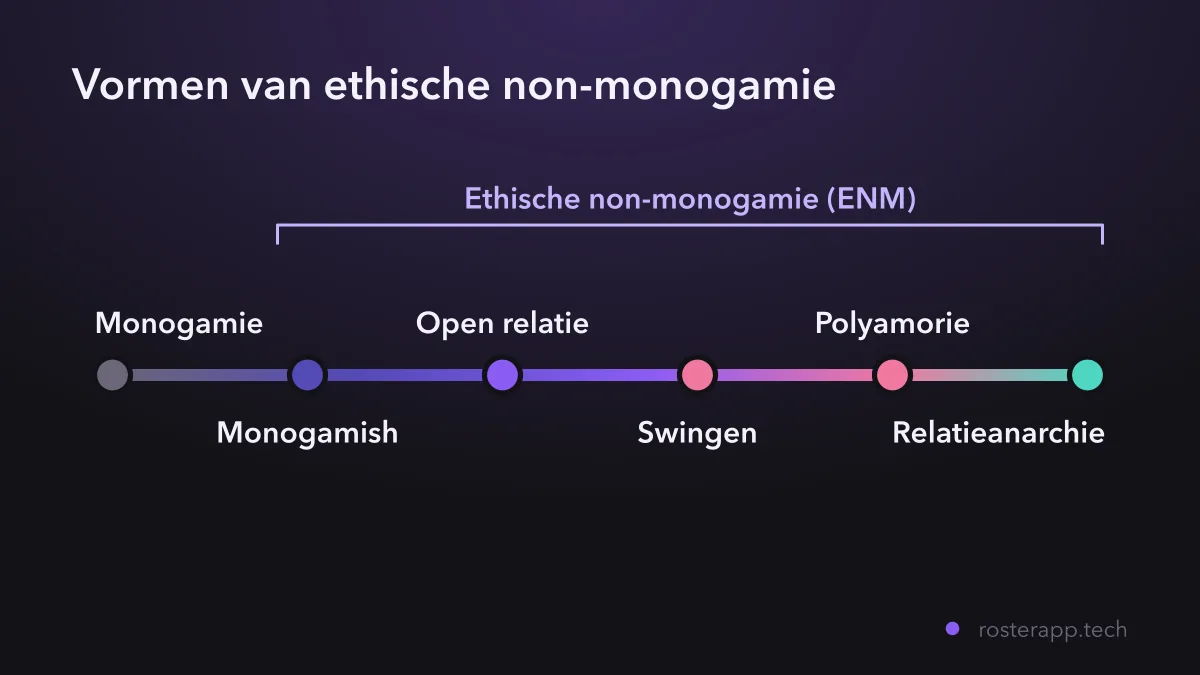 Vormen van ethische non-monogamie
Ethische non-monogamie (ENM)
Monogamie
Open relatie
Polyamorie
Monogamish
Swingen
Relatieanarchie
rosterapp.tech